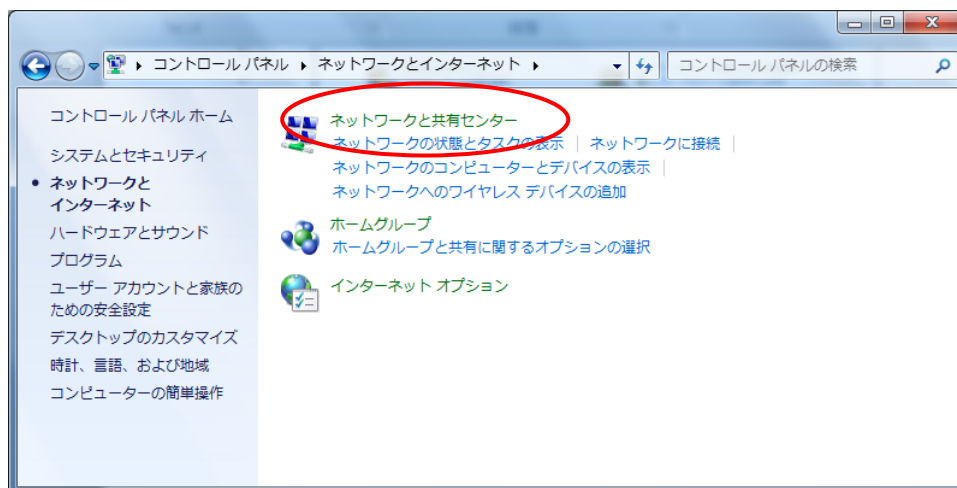 コントロール パネル ネットワークとインターネット コントロール パネルの検索
コントロール パネル ホーム
システムとセキュリティ
ネットワークと
インターネット
ハードウェアとサウンド
プログラム
ユーザー アカウントと家族の
ための安全設定
デスクトップのカスタマイズ
時計、言語、および地域
コンピューターの簡単操作
ネットワークと共有センター
ネットワークの状態とタスクの表示 ネットワークに接続
ネットワークのコンピューターとデバイスの表示
ネットワークへのワイヤレス デバイスの追加
ホームグループ
ホームグループと共有に関するオプションの選択
インターネット オプション